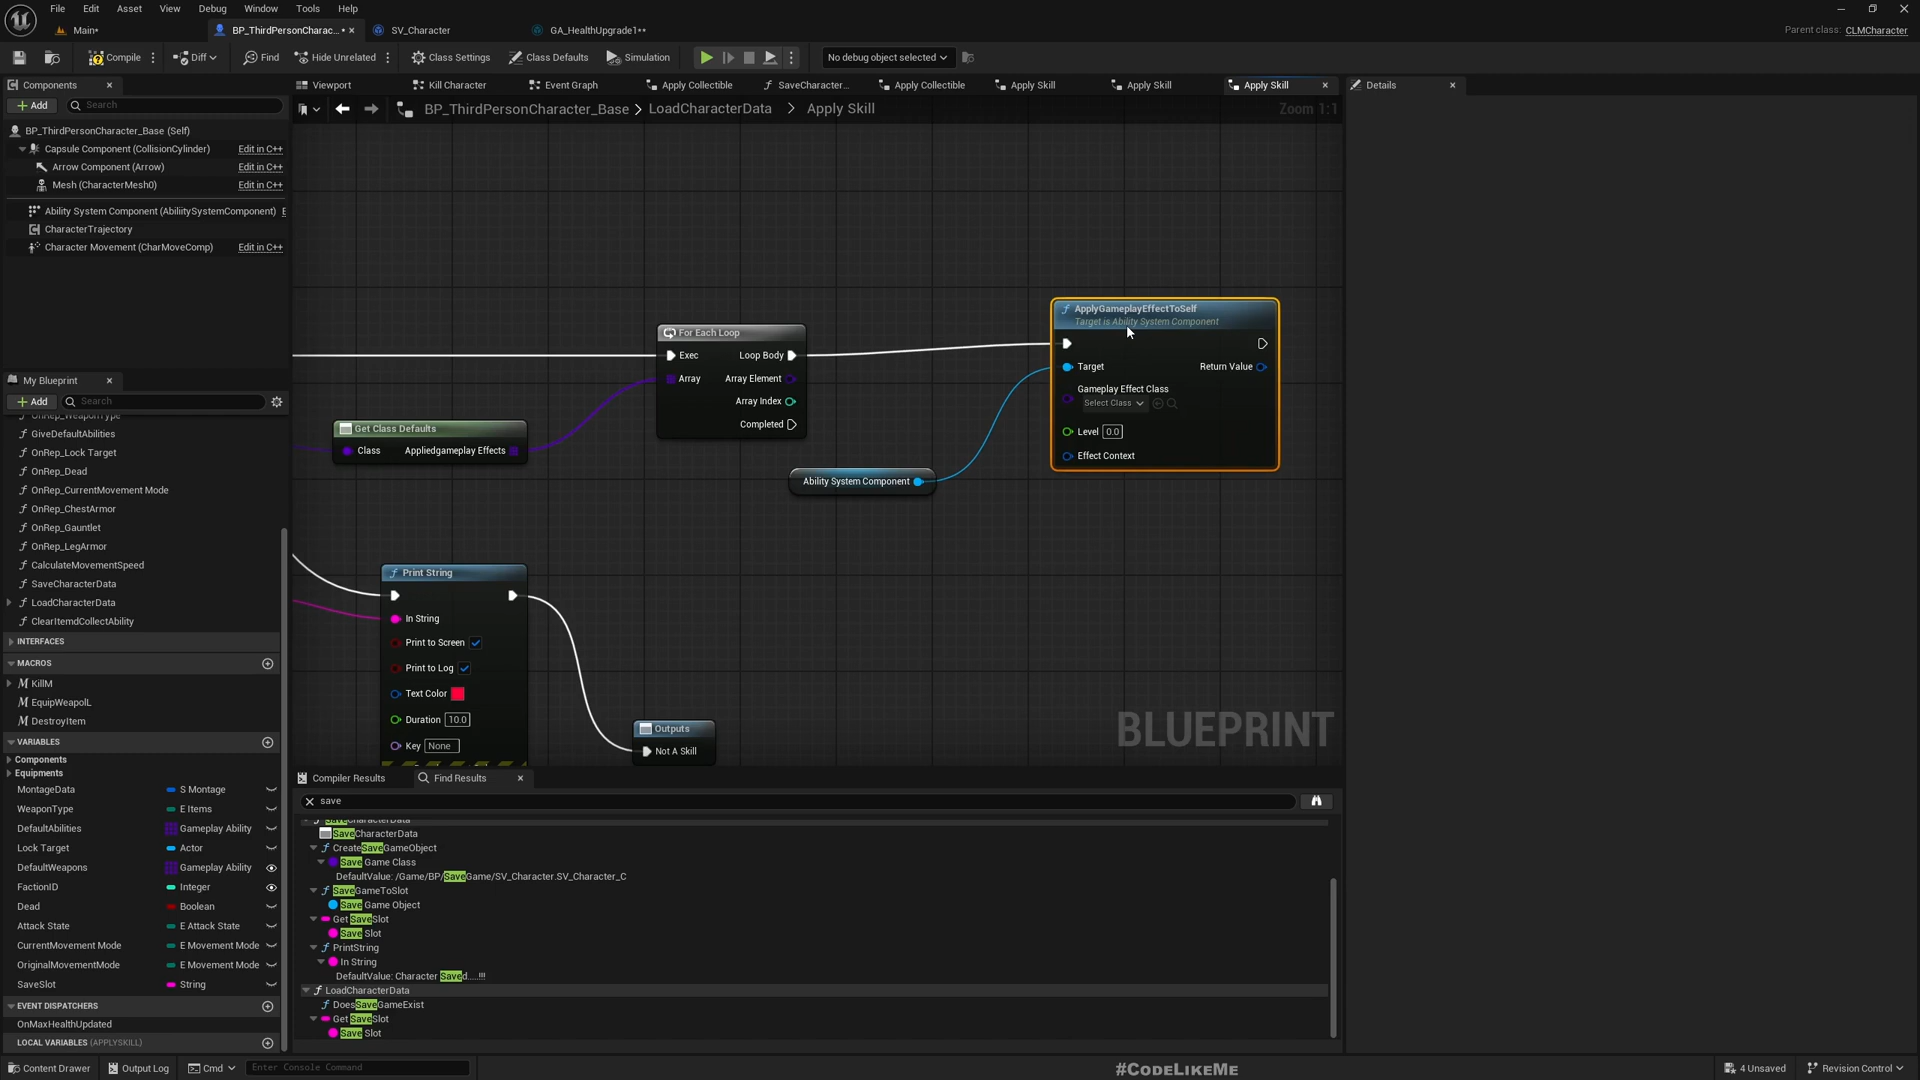 File Edit Asset View Debug Window Tools Help
Main*
BP_ThirdPersonCharac... •
SV_Character
GA_HealthUpgrade1**
Parent class: CLMCharacter
Compile
Diff
Find
Hide Unrelated
Class Settings
Class Defaults
Simulation
No debug object selected
Components
Viewport
Kill Character
Event Graph
Apply Collectible
SaveCharacter...
Apply Collectible
Apply Skill
Apply Skill
Apply Skill
Details
Add
Search
BP_ThirdPersonCharacter_Base > LoadCharacterData > Apply Skill
Zoom 1:1
BP_ThirdPersonCharacter_Base (Self)
Capsule Component (CollisionCylinder) Edit in C++
Arrow Component (Arrow) Edit in C++
Mesh (CharacterMesh0) Edit in C++
Ability System Component (AbilitySystemComponent) E
CharacterTrajectory
Character Movement (CharMoveComp) Edit in C++
My Blueprint
Add
Search
OnRep_WeaponType
GiveDefaultAbilities
OnRep_Lock Target
OnRep_Dead
OnRep_CurrentMovement Mode
OnRep_ChestArmor
OnRep_Gauntlet
OnRep_LegArmor
CalculateMovementSpeed
SaveCharacterData
LoadCharacterData
ClearItemdCollectAbility
INTERFACES
MACROS
KillM
EquipWeapolL
DestroyItem
VARIABLES
Components
Equipments
MontageData S Montage
WeaponType E Items
DefaultAbilities Gameplay Ability
Lock Target Actor
DefaultWeapons Gameplay Ability
FactionID Integer
Dead Boolean
Attack State E Attack State
CurrentMovement Mode E Movement Mode
OriginalMovementMode E Movement Mode
SaveSlot String
EVENT DISPATCHERS
OnMaxHealthUpdated
LOCAL VARIABLES (APPLYSKILL)
For Each Loop
Exec Loop Body
Array Array Element
Array Index
Completed
Get Class Defaults
Class Appliedgameplay Effects
Ability System Component
ApplyGameplayEffectToSelf
Target is Ability System Component
Target Return Value
Gameplay Effect Class
Select Class
Level 0.0
Effect Context
Print String
In String
Print to Screen
Print to Log
Text Color
Duration 10.0
Key None
Outputs
Not A Skill
BLUEPRINT
Compiler Results
Find Results
save
SaveCharacterData
SaveCharacterData
CreateSaveGameObject
Save Game Class
DefaultValue: /Game/BP/SaveGame/SV_Character.SV_Character_C
SaveGameToSlot
Save Game Object
Get SaveSlot
Save Slot
PrintString
In String
DefaultValue: Character Saved.....!!!
LoadCharacterData
DoesSaveGameExist
Get SaveSlot
Save Slot
Content Drawer
Output Log
Cmd
Enter Console Command
#CodeLikeMe
4 Unsaved
Revision Control